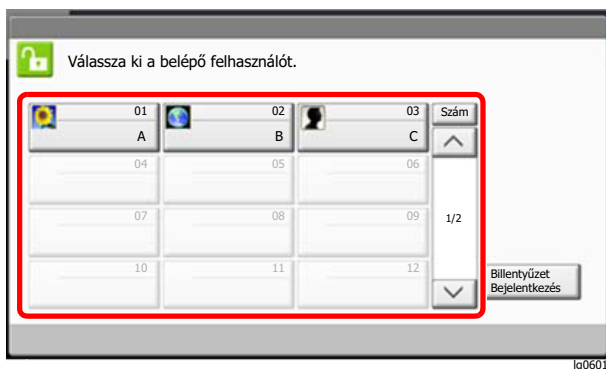 Válassza ki a belépő felhasználót.
01 02 03 Szám
A B C
04 05 06
07 08 09 1/2
10 11 12
Billentyűzet
Bejelentkezés
lg0601